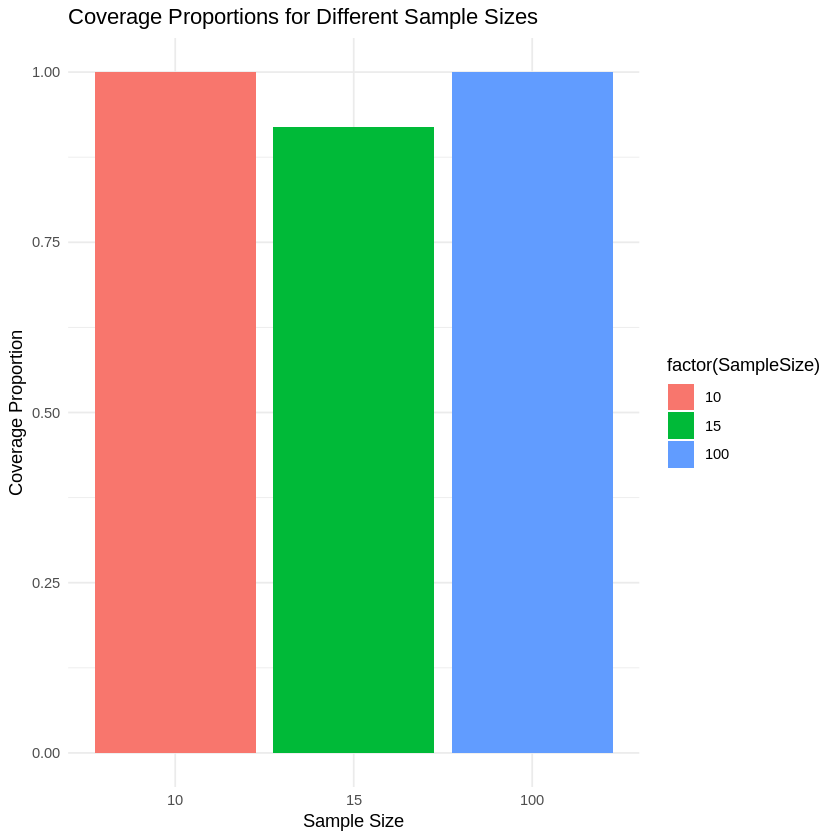 Coverage Proportions for Different Sample Sizes
1.00
0.75
0.50
0.25
0.00
Coverage Proportion
10
15
100
Sample Size
factor(SampleSize)
10
15
100